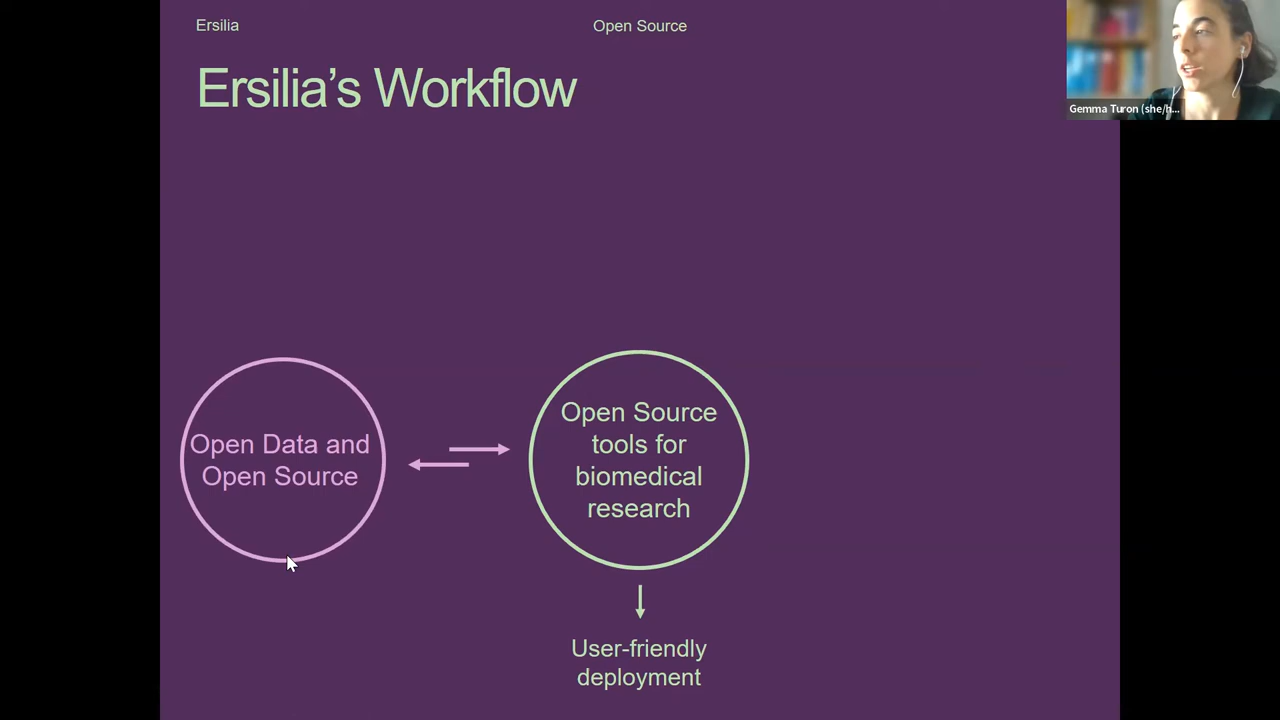 Ersilia
Open Source
Ersilia’s Workflow
Gemma Turon (she/h...
Open Data and
Open Source
Open Source
tools for
biomedical
research
User-friendly
deployment